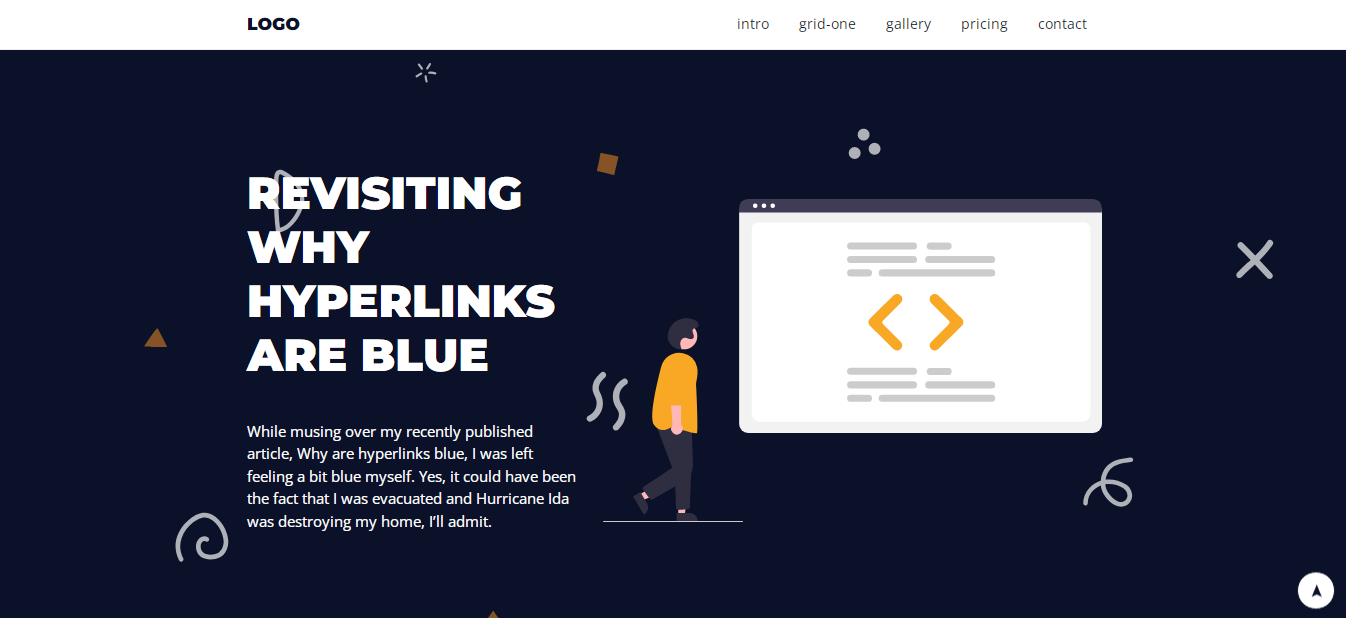 LOGO
intro grid-one gallery pricing contact
REVISITING
WHY
HYPERLINKS
ARE BLUE
While musing over my recently published
article, Why are hyperlinks blue, I was left
feeling a bit blue myself. Yes, it could have been
the fact that I was evacuated and Hurricane Ida
was destroying my home, I’ll admit.